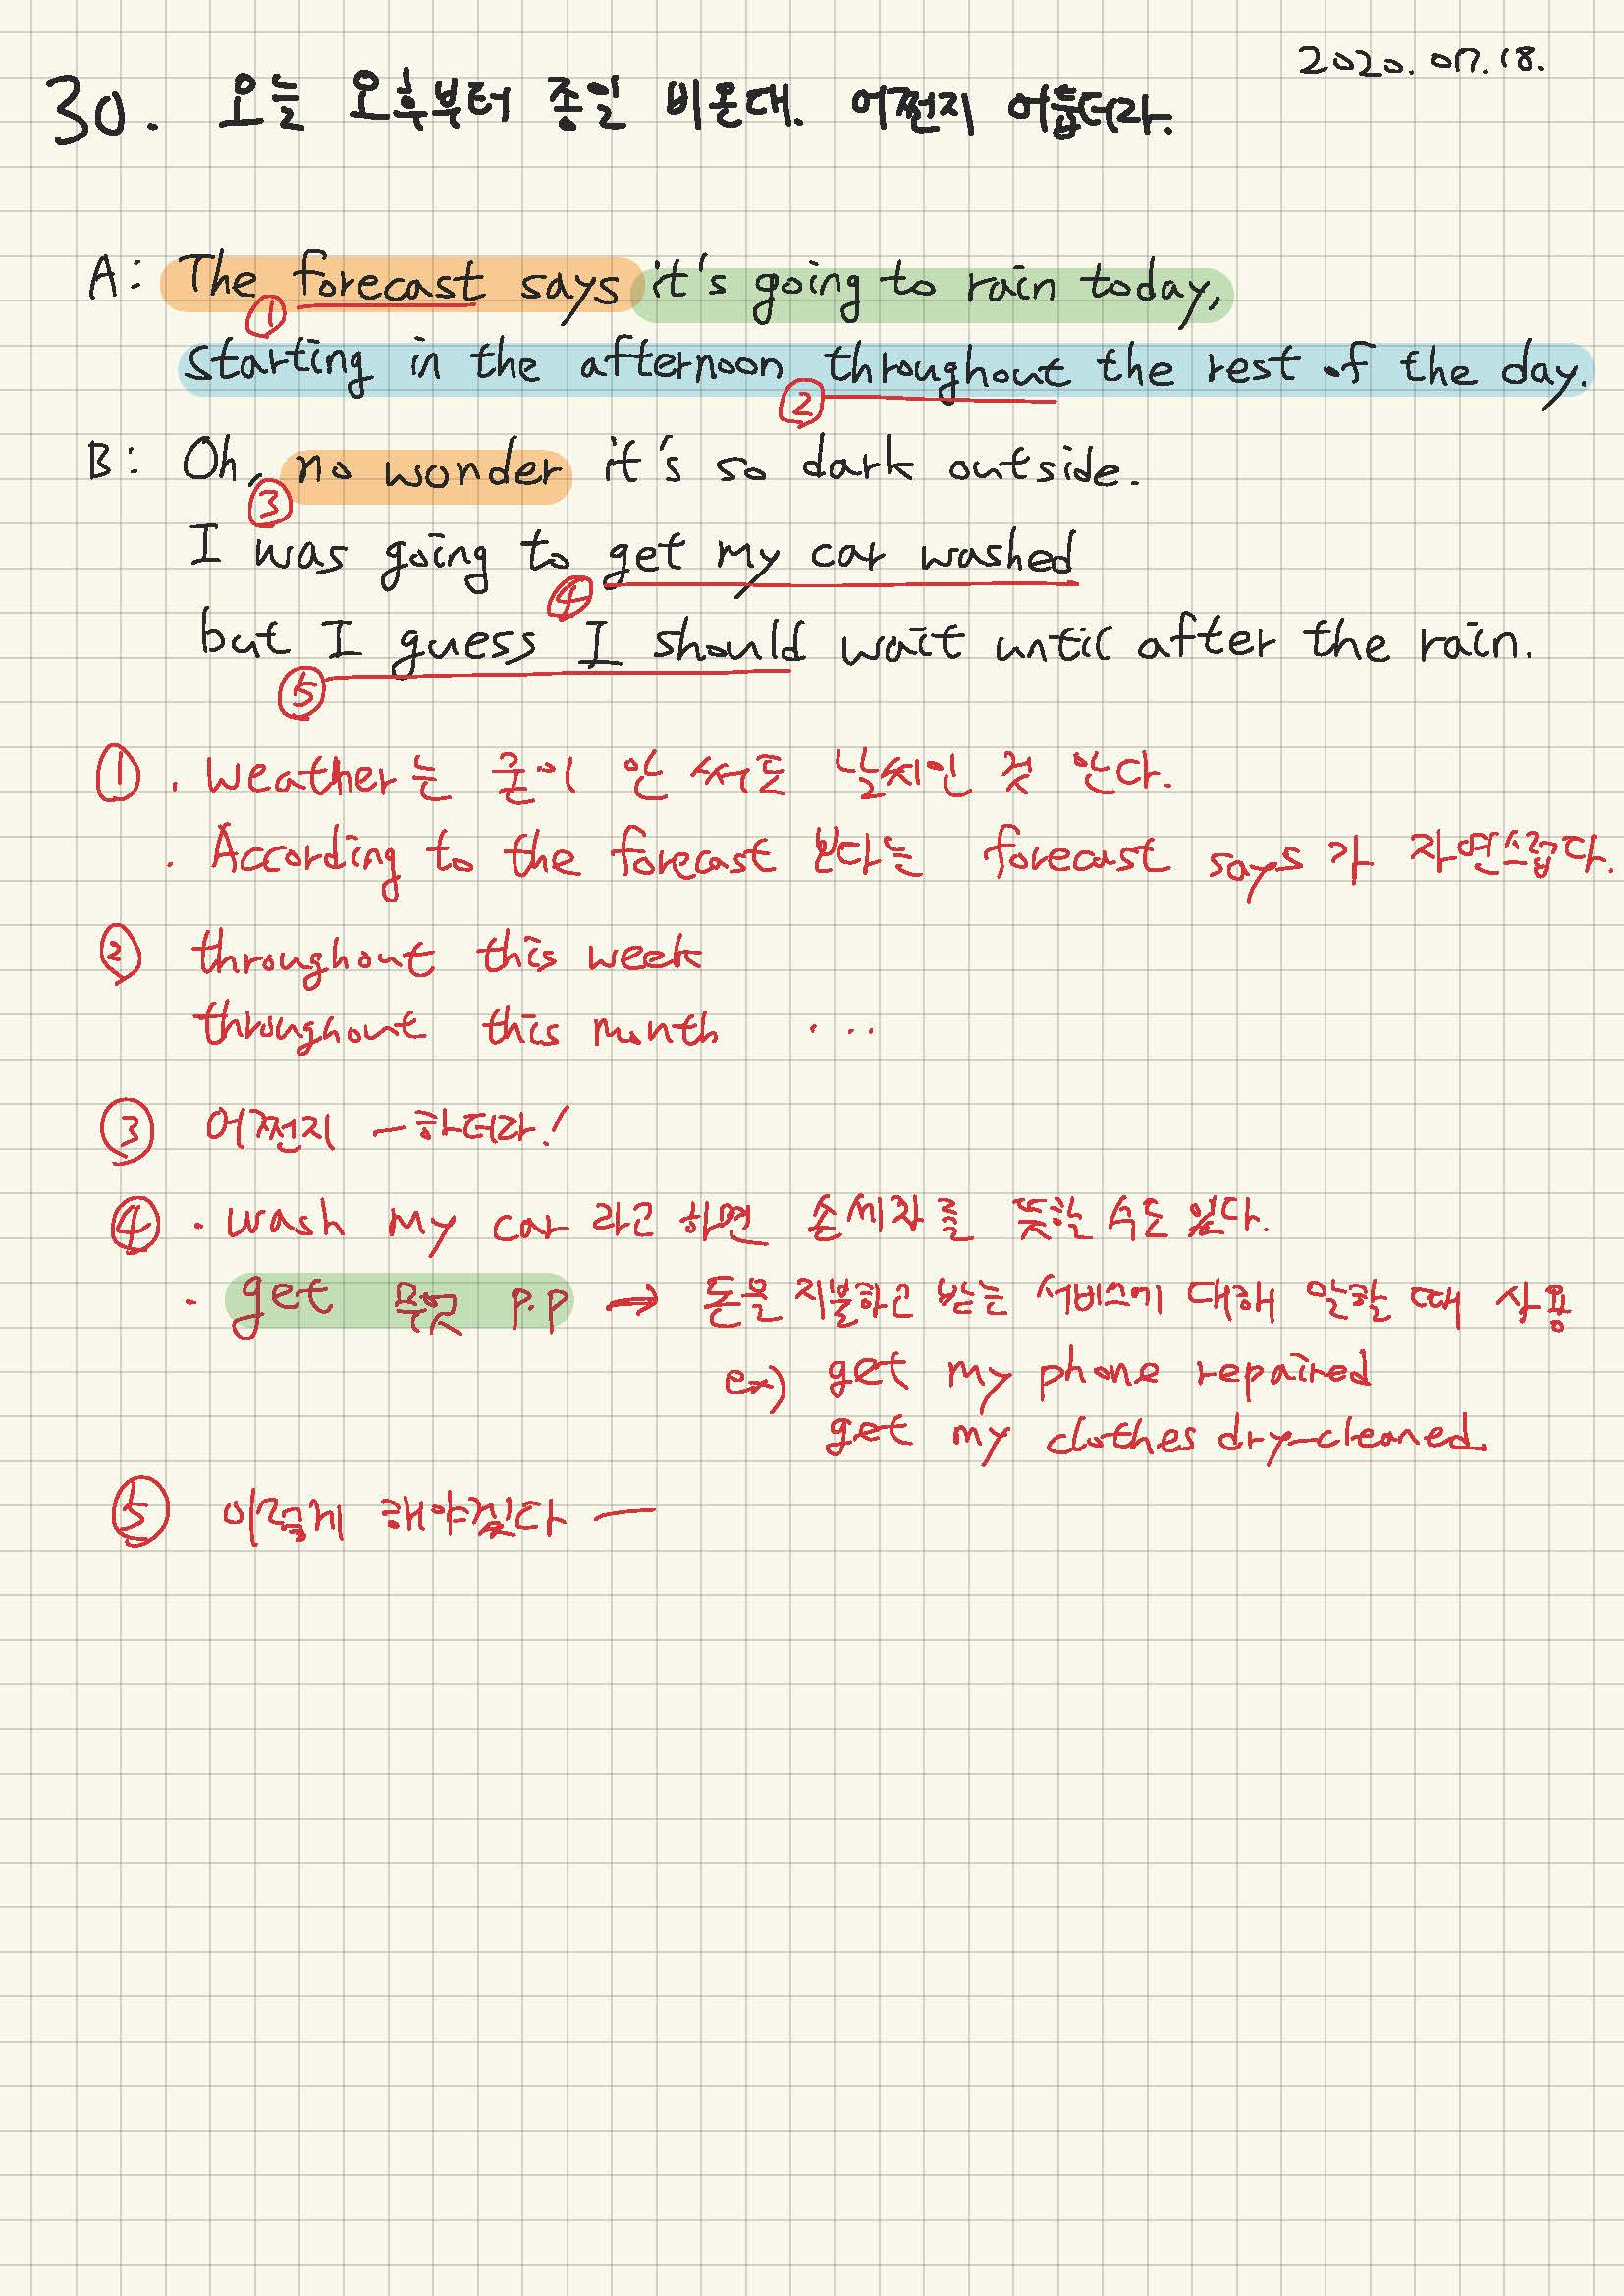 2020. 07. 18.
30. 오늘 오후부터 종일 비온대. 어쩐지 어둡더라.
A: The forecast says it's going to rain today,
①
starting in the afternoon throughout the rest of the day.
②
B: Oh, no wonder it's so dark outside.
③
I was going to get my car washed
④
but I guess I should wait until after the rain.
⑤
① . weather는 굳이 안 써도 날씨인 것 안다.
. According to the forecast 보다는 forecast says가 자연스럽다.
② throughout this week
throughout this month ...
③ 어쩐지 ~하더라!
④ . wash my car 라고 하면 손세차를 뜻할 수도 있다.
. get 무엇 p.p → 돈을 지불하고 받는 서비스에 대해 말할 때 사용
ex) get my phone repaired
get my clothes dry-cleaned.
⑤ 이렇게 해야겠다 ―